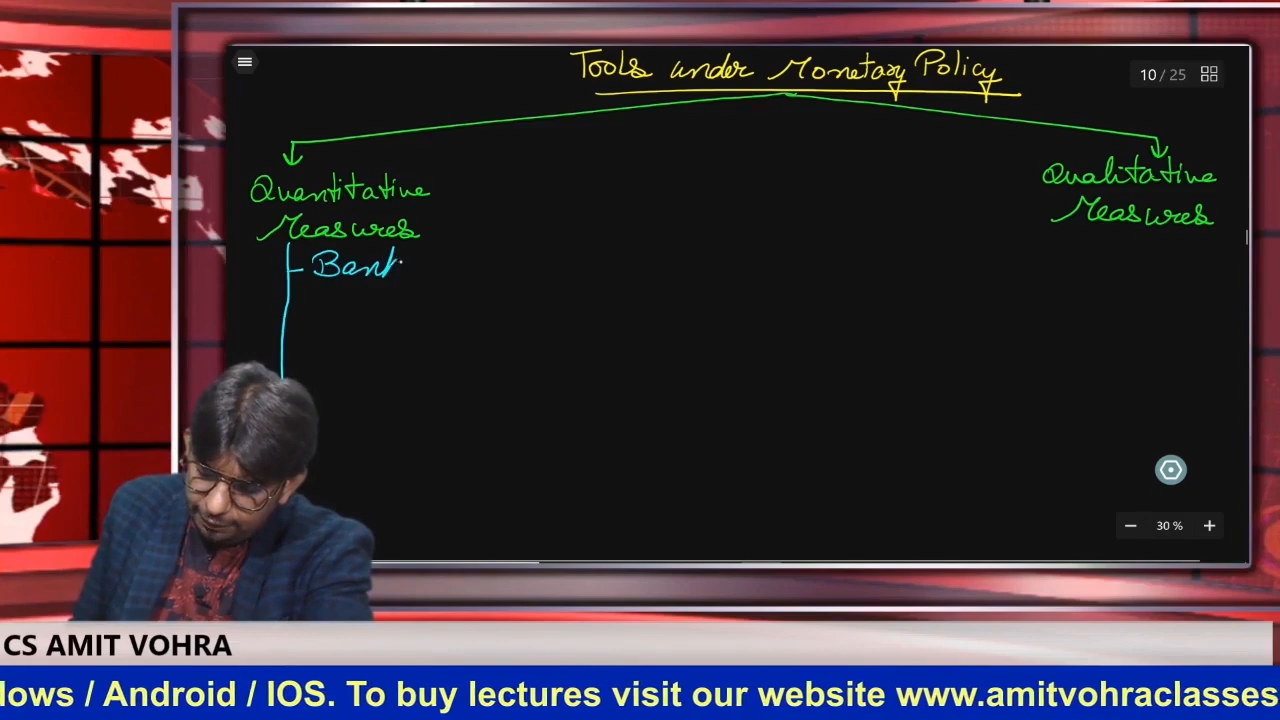 Tools under Monetary Policy
10 / 25
Quantitative
Measures
Qualitative
Measures
Bank
30 %
CS AMIT VOHRA
/ Android / IOS. To buy lectures visit our website www.amitvohraclasses